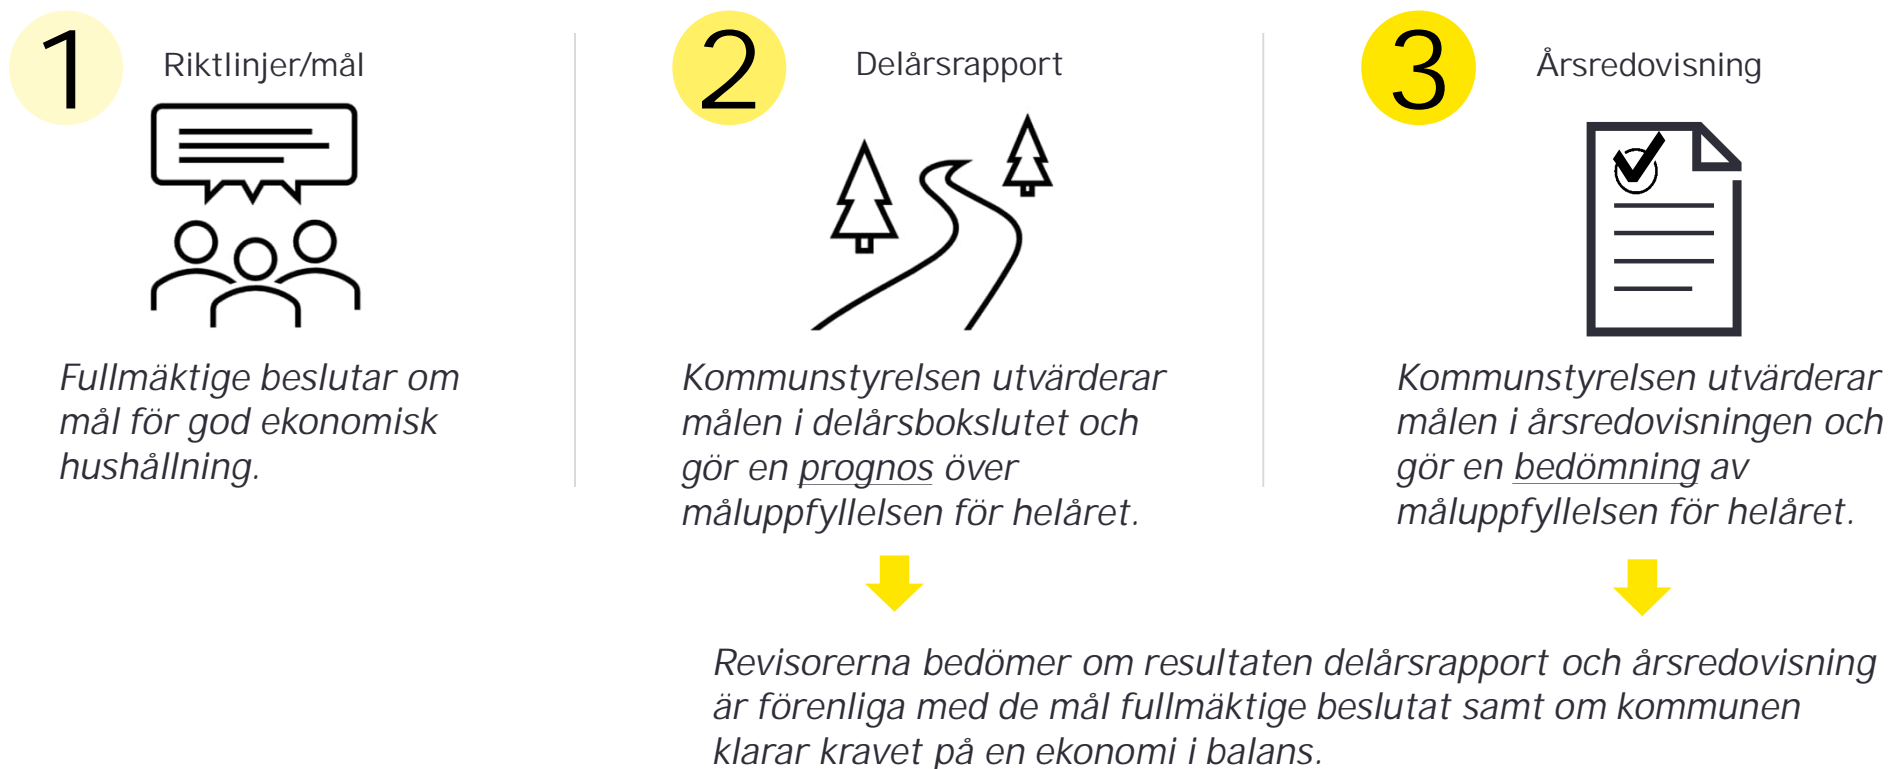 1
Riktlinjer/mål
Fullmäktige beslutar om
mål för god ekonomisk
hushållning.
2
Delårsrapport
Kommunstyrelsen utvärderar
målen i delårsbokslutet och
gör en prognos över
måluppfyllelsen för helåret.
3
Årsredovisning
Kommunstyrelsen utvärderar
målen i årsredovisningen och
gör en bedömning av
måluppfyllelsen för helåret.
Revisorerna bedömer om resultaten delårsrapport och årsredovisning
är förenliga med de mål fullmäktige beslutat samt om kommunen
klarar kravet på en ekonomi i balans.